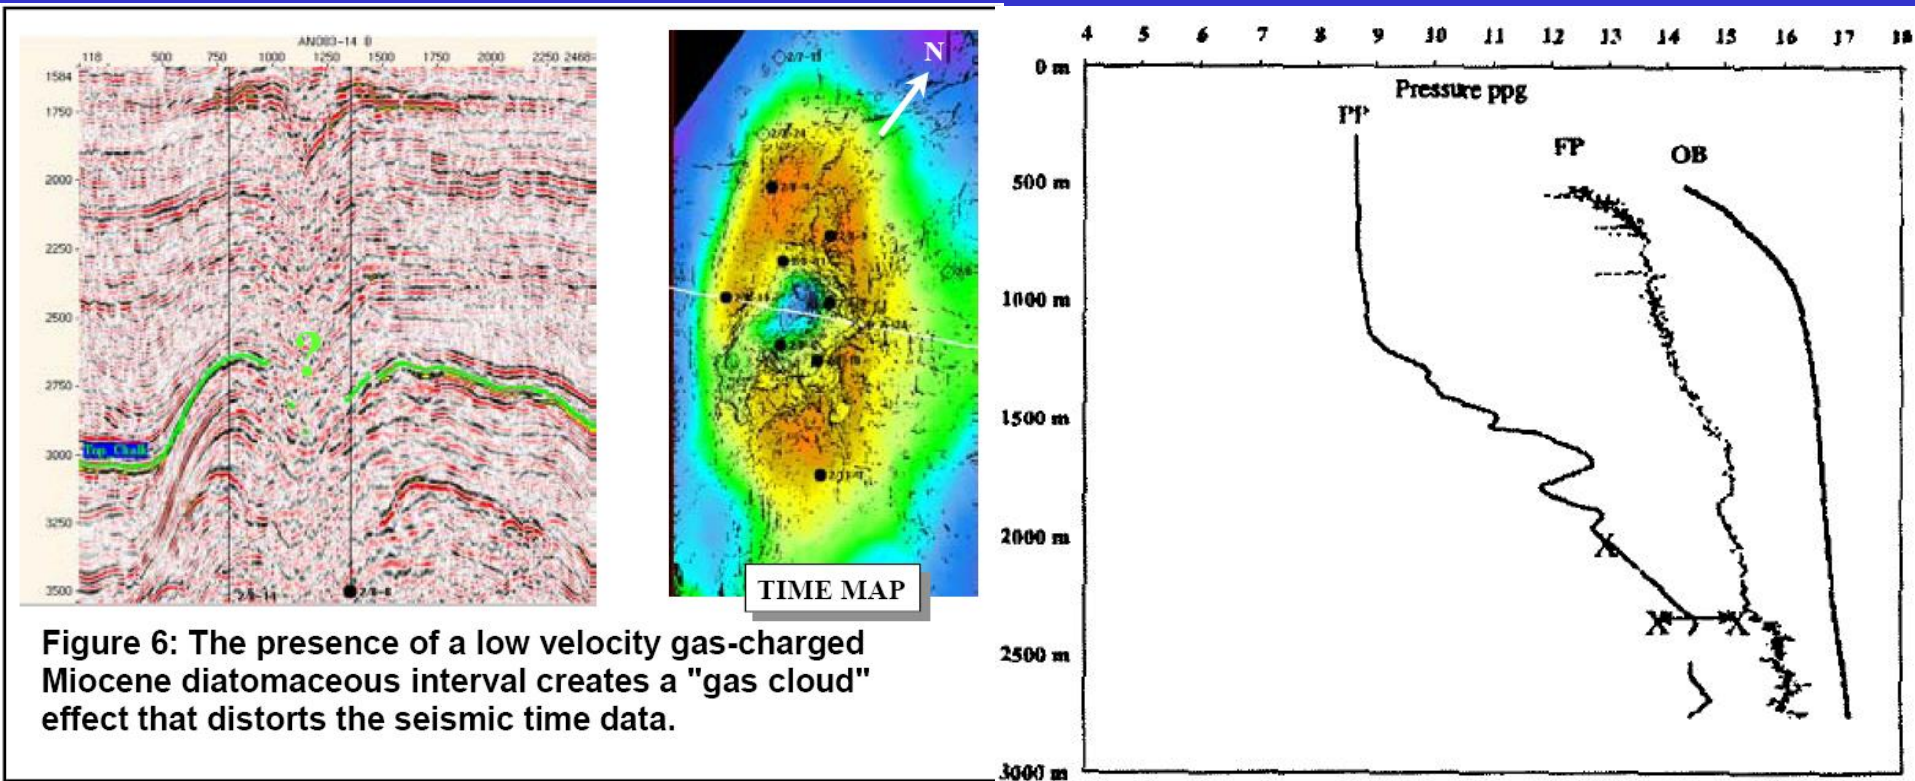 AN083-14 B
118 500 750 1000 1250 1500 1750 2000 2250 2468
1584
1750
2000
2250
2500
2750
3000
3250
3500
?
Top Chalk
2/8-8
N
TIME MAP
Figure 6: The presence of a low velocity gas-charged
Miocene diatomaceous interval creates a "gas cloud"
effect that distorts the seismic time data.
4 5 6 7 8 9 10 11 12 13 14 15 16 17 18
0 m
Pressure ppg
PP
FP
OB
500 m
1000 m
1500 m
2000 m
2500 m
3000 m